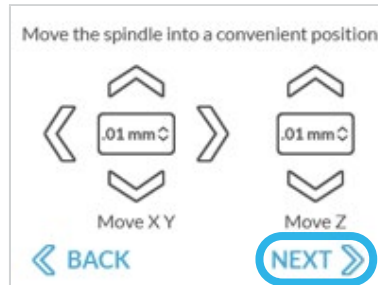 Move the spindle into a convenient position
.01 mm
.01 mm
Move X Y
Move Z
BACK
NEXT